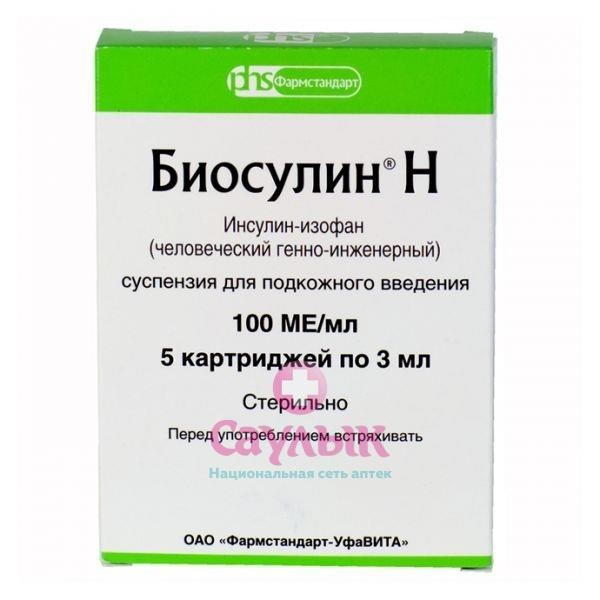 phs Фармстандарт
Биосулин® Н
Инсулин-изофан
(человеческий генно-инженерный)
суспензия для подкожного введения
100 МЕ/мл
5 картриджей по 3 мл
Стерильно
Саулык
Перед употреблением встряхивать
Национальная сеть аптек
ОАО «Фармстандарт-УфаВИТА»